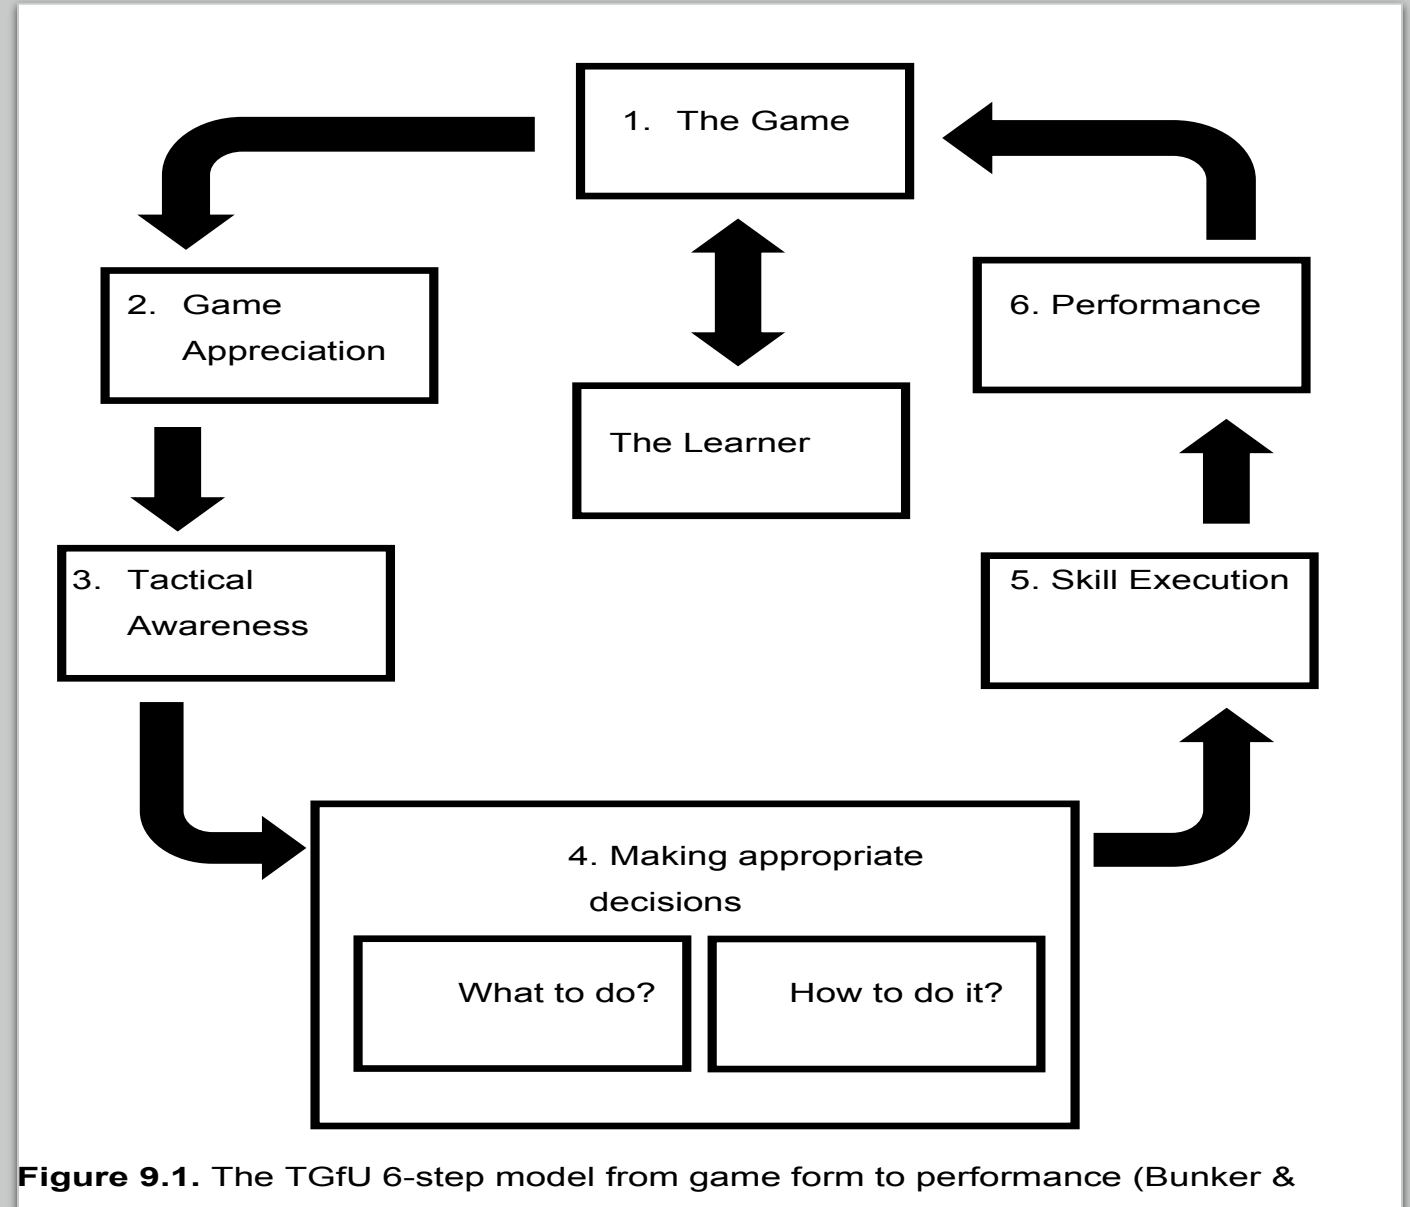 1. The Game
2. Game
Appreciation
The Learner
6. Performance
3. Tactical
Awareness
5. Skill Execution
4. Making appropriate
decisions
What to do?
How to do it?
Figure 9.1. The TGfU 6-step model from game form to performance (Bunker &